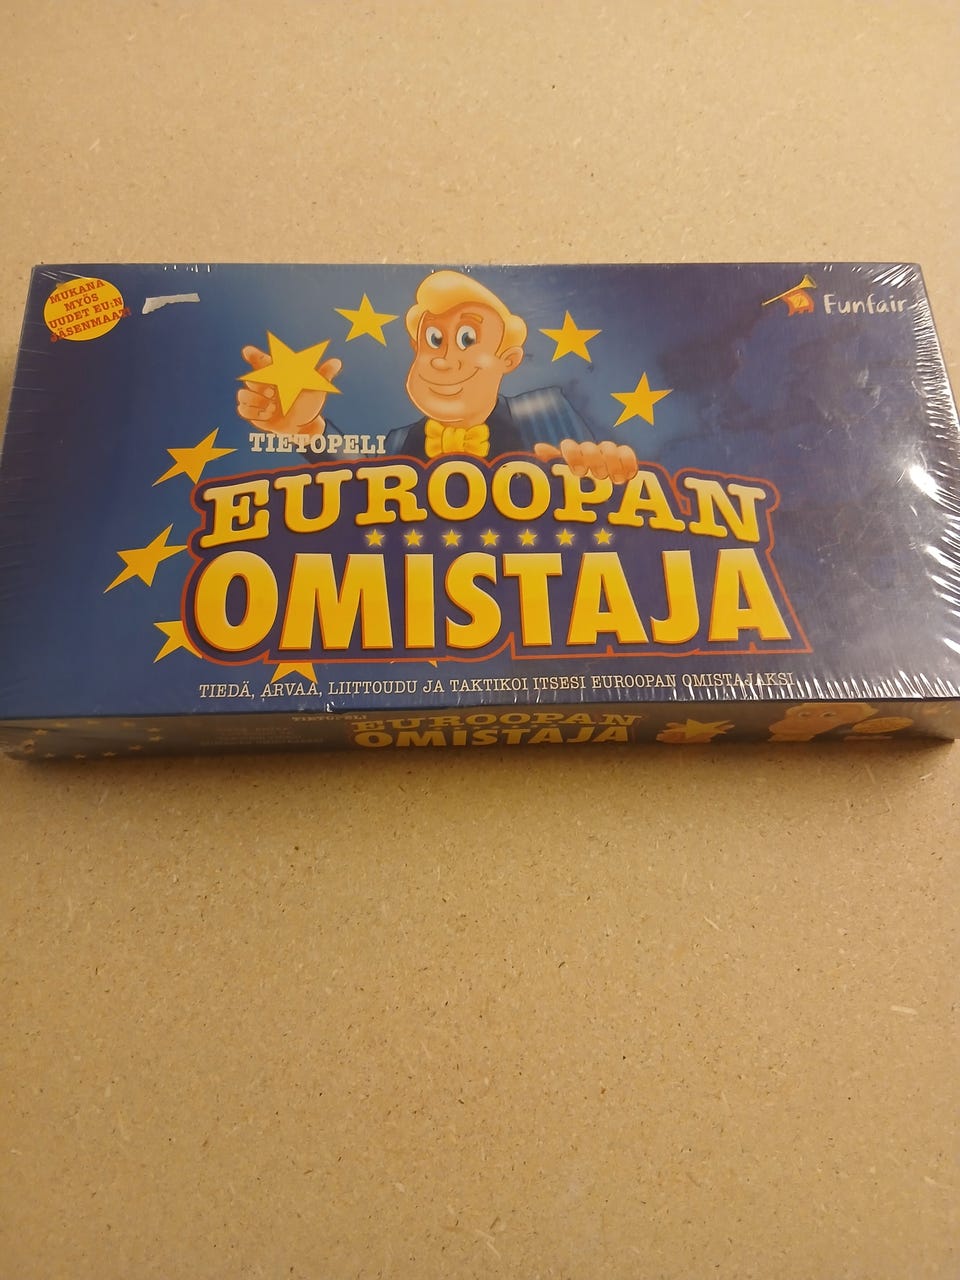 MUKANA
MYÖS
UUDET EU:N
JÄSENMAAT!
Funfair
TIETOPELI
EUROOPAN
OMISTAJA
TIEDÄ, ARVAA, LIITTOUDU JA TAKTIKOI ITSESI EUROOPAN OMISTAJAKSI
TIETOPELI
EUROOPAN
OMISTAJA